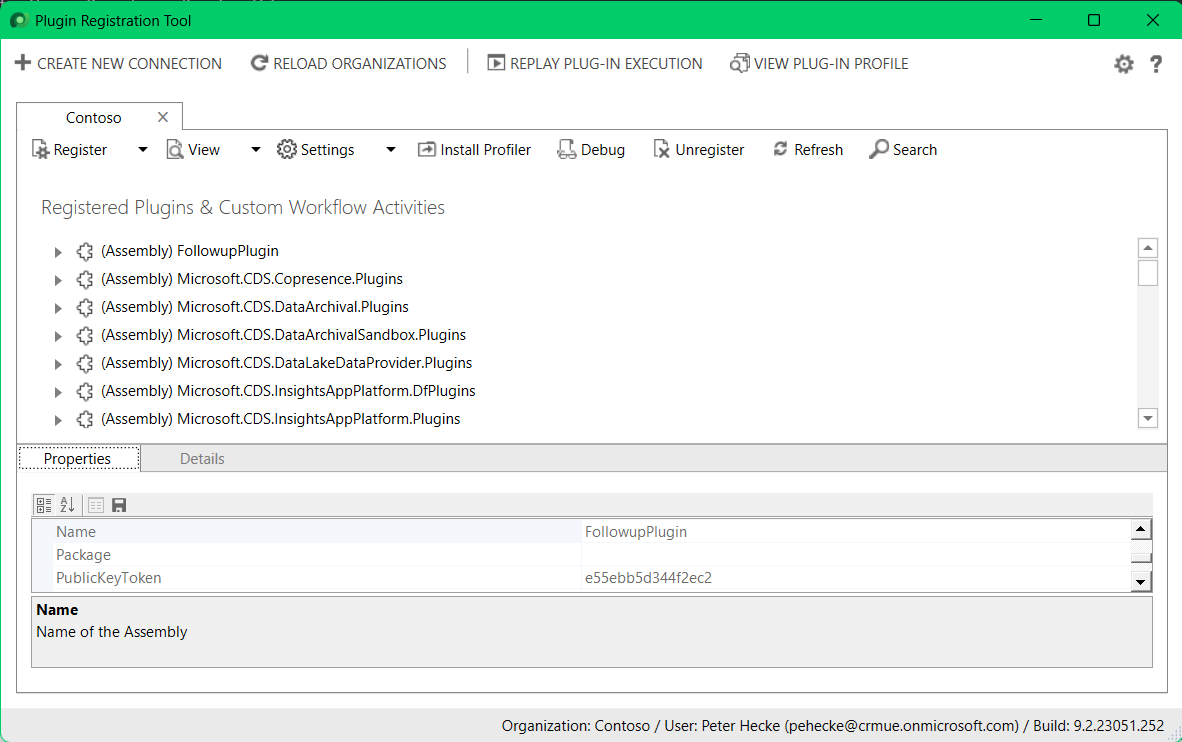 Plugin Registration Tool
CREATE NEW CONNECTION RELOAD ORGANIZATIONS REPLAY PLUG-IN EXECUTION VIEW PLUG-IN PROFILE ?
Contoso
Register View Settings Install Profiler Debug Unregister Refresh Search
Registered Plugins & Custom Workflow Activities
(Assembly) FollowupPlugin
(Assembly) Microsoft.CDS.Copresence.Plugins
(Assembly) Microsoft.CDS.DataArchival.Plugins
(Assembly) Microsoft.CDS.DataArchivalSandbox.Plugins
(Assembly) Microsoft.CDS.DataLakeDataProvider.Plugins
(Assembly) Microsoft.CDS.InsightsAppPlatform.DfPlugins
(Assembly) Microsoft.CDS.InsightsAppPlatform.Plugins
Properties Details
Name FollowupPlugin
Package
PublicKeyToken e55ebb5d344f2ec2
Name
Name of the Assembly
Organization: Contoso / User: Peter Hecke (pehecke@crmue.onmicrosoft.com) / Build: 9.2.23051.252